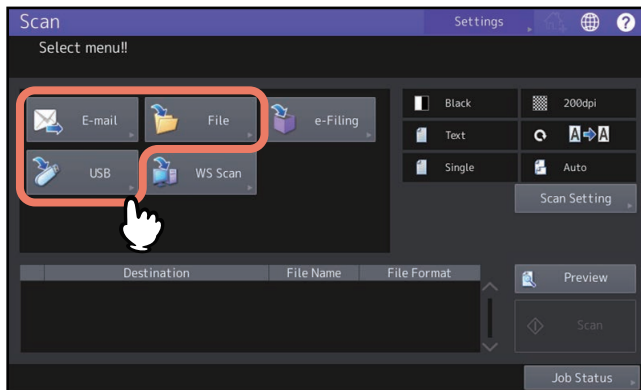 Scan
Settings
?
Select menu!!
E-mail
File
e-Filing
USB
WS Scan
Black
200dpi
Text
A A
Single
Auto
Scan Setting
Destination
File Name
File Format
Preview
Scan
Job Status